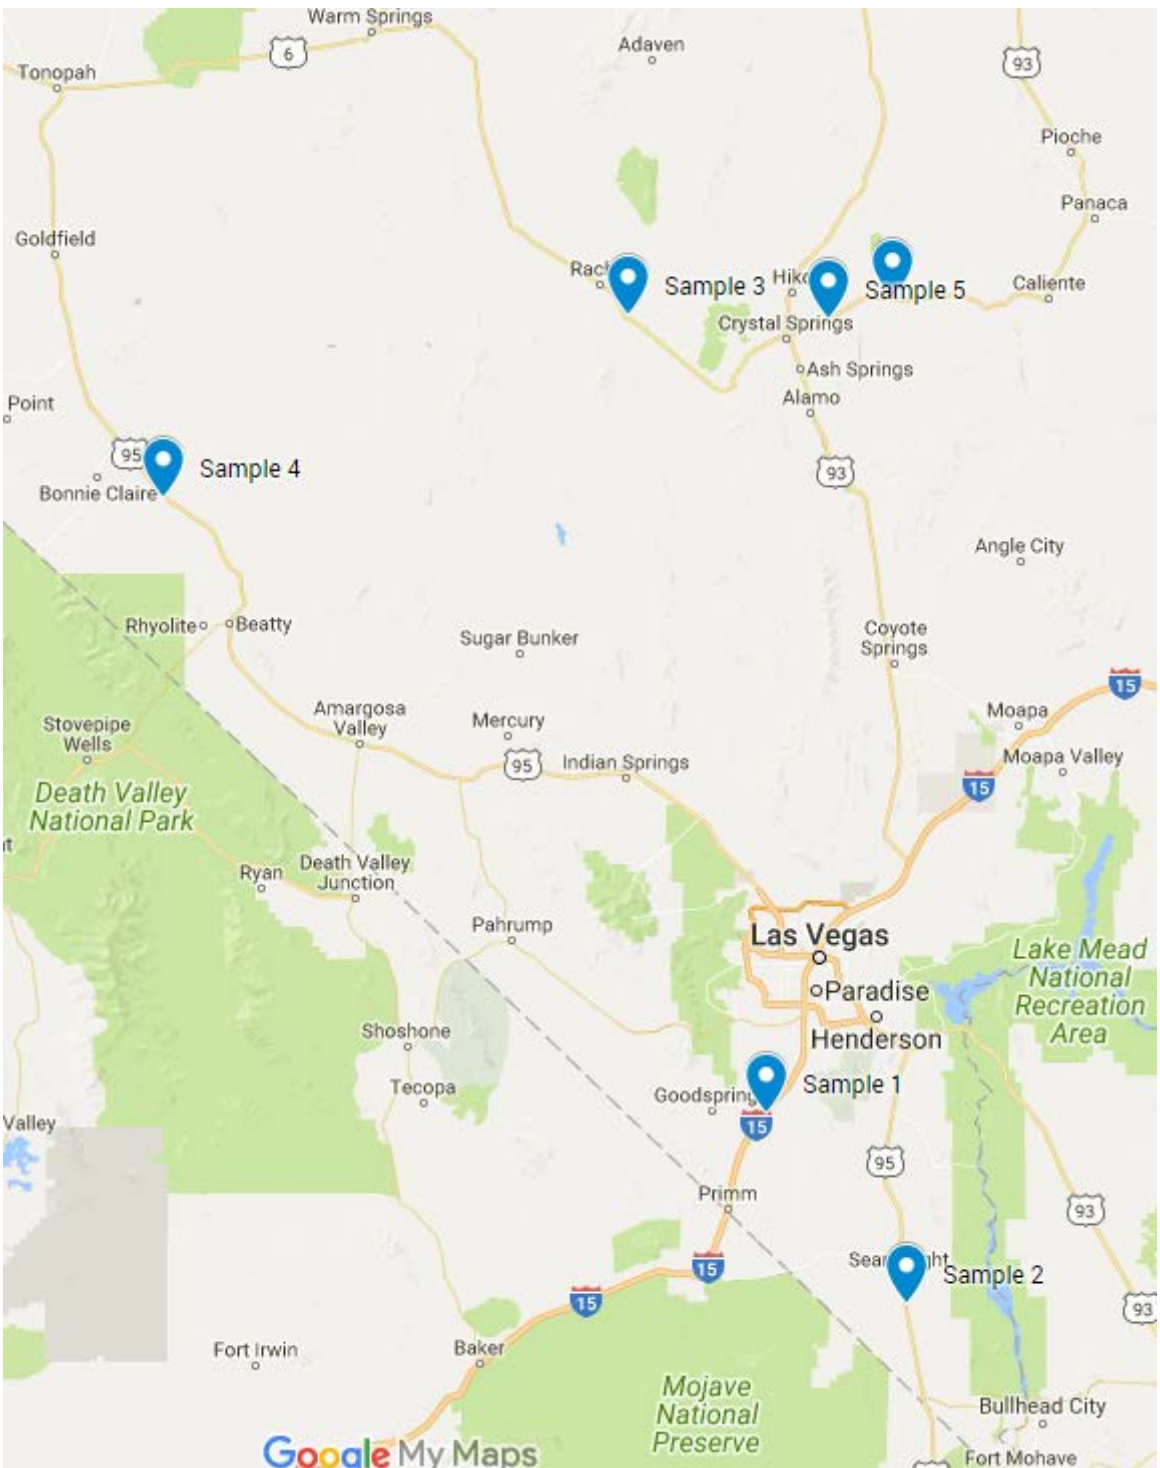 Warm Springs
6
Adaven
93
Tonopah
Pioche
Panaca
Goldfield
Sample 3
Sample 5
Caliente
Crystal Springs
Ash Springs
Alamo
Point
95
Sample 4
93
Bonnie Claire
Angle City
Rhyolite
Beatty
Sugar Bunker
Coyote
Springs
15
Amargosa
Valley
Mercury
Moapa
Stovepipe
Wells
95
Indian Springs
Moapa Valley
15
Death Valley
National Park
Ryan
Death Valley
Junction
Pahrump
Las Vegas
Lake Mead
National
Recreation
Area
Paradise
Henderson
Shoshone
Tecopa
Sample 1
Valley
15
95
Primm
93
15
Sample 2
15
93
Fort Irwin
Baker
Mojave
National
Preserve
Bullhead City
Google My Maps
Fort Mohave